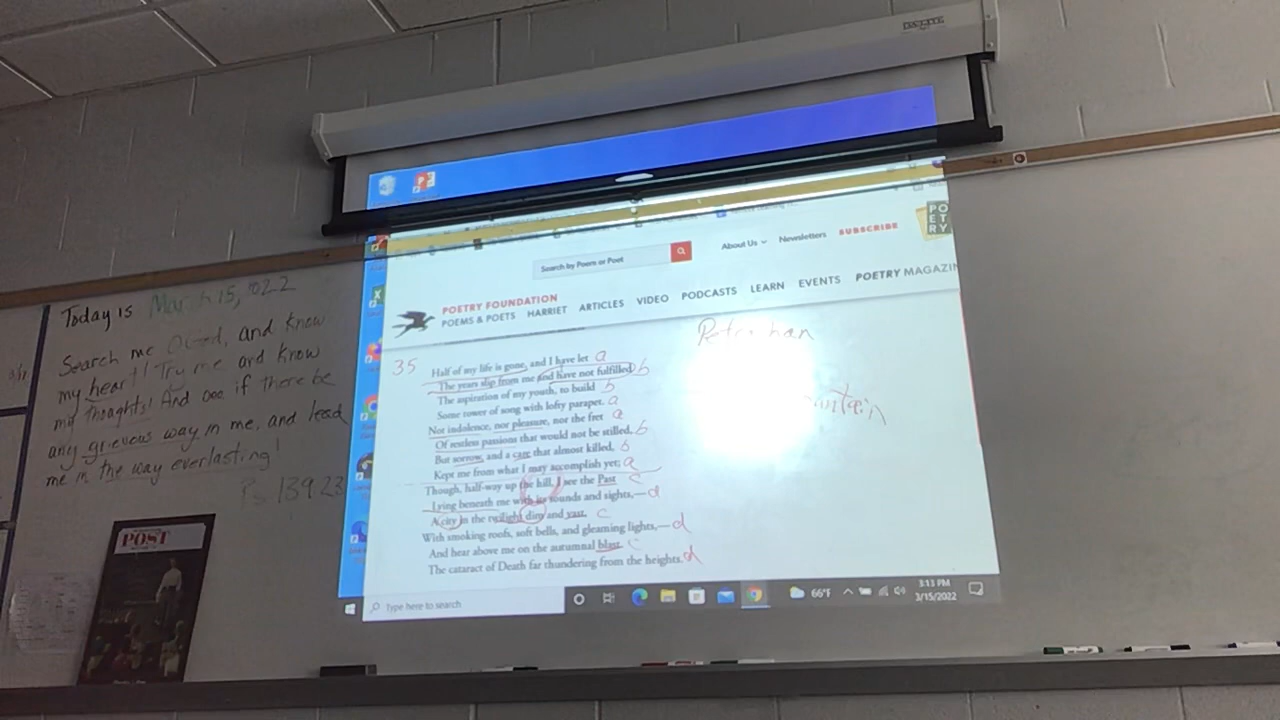 Today is March 15, 2022
Search me O God, and know
my heart! Try me and know
my thoughts! And see if there be
any grievous way in me, and lead
me in the way everlasting!
Ps 139 23
POST
Search by Poem or Poet
About Us
Newsletters
SUBSCRIBE
PO
ET
RY
POETRY FOUNDATION
POEMS & POETS HARRIET ARTICLES VIDEO PODCASTS LEARN EVENTS POETRY MAGAZIN
35
Half of my life is gone, and I have let a
The years slip from me and have not fulfilled b
The aspiration of my youth, to build b
Some tower of song with lofty parapet. a
Not indolence, nor pleasure, nor the fret a
Of restless passions that would not be stilled, b
But sorrow, and a care that almost killed, b
Kept me from what I may accomplish yet; a
Though, half-way up the hill, I see the Past c
Lying beneath me with its sounds and sights,— d
A city in the twilight dim and vast, c
With smoking roofs, soft bells, and gleaming lights,— d
And hear above me on the autumnal blast c
The cataract of Death far thundering from the heights. d
Type here to search
66°F
3:13 PM
3/15/2022